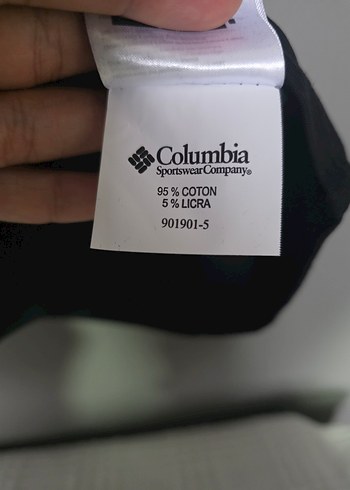 Columbia
Sportswear Company®
95 % COTON
5 % LICRA
901901-5